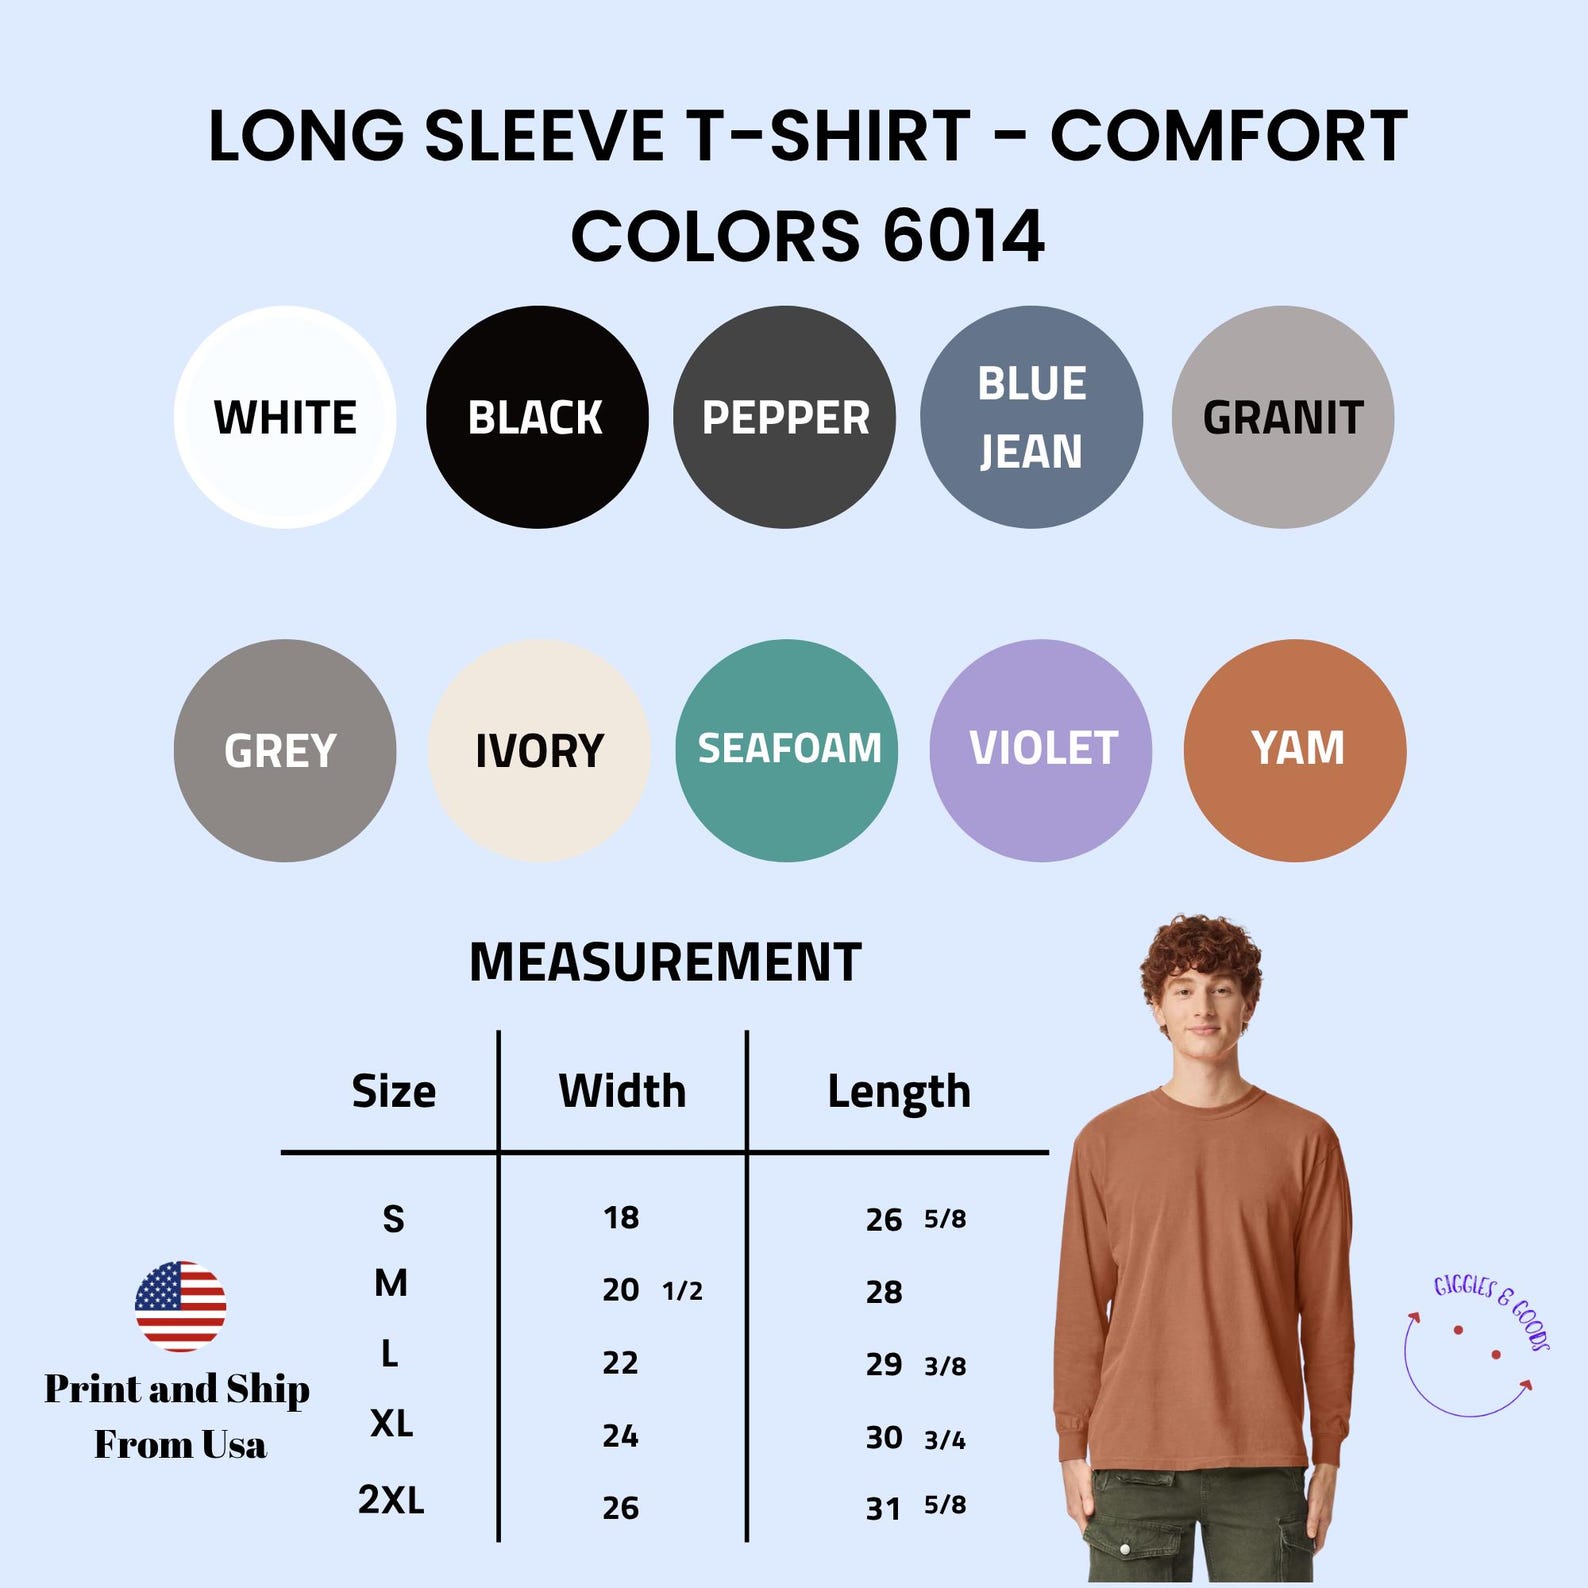 LONG SLEEVE T-SHIRT - COMFORT
COLORS 6014
WHITE
BLACK
PEPPER
BLUE
JEAN
GRANIT
GREY
IVORY
SEAFOAM
VIOLET
YAM
MEASUREMENT
Size Width Length
S 18 26 5/8
M 20 1/2 28
L 22 29 3/8
XL 24 30 3/4
2XL 26 31 5/8
Print and Ship
From Usa
GIGGLES & GOODS